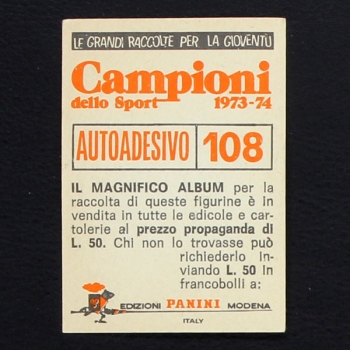 LE GRANDI RACCOLTE PER LA GIOVENTÙ
Campioni
dello Sport 1973-74
AUTOADESIVO 108
IL MAGNIFICO ALBUM per la
raccolta di queste figurine è in
vendita in tutte le edicole e car-
tolerie al prezzo propaganda di
L. 50. Chi non lo trovasse può
richiederlo in-
viando L. 50 in
francobolli a:
EDIZIONI PANINI MODENA
ITALY